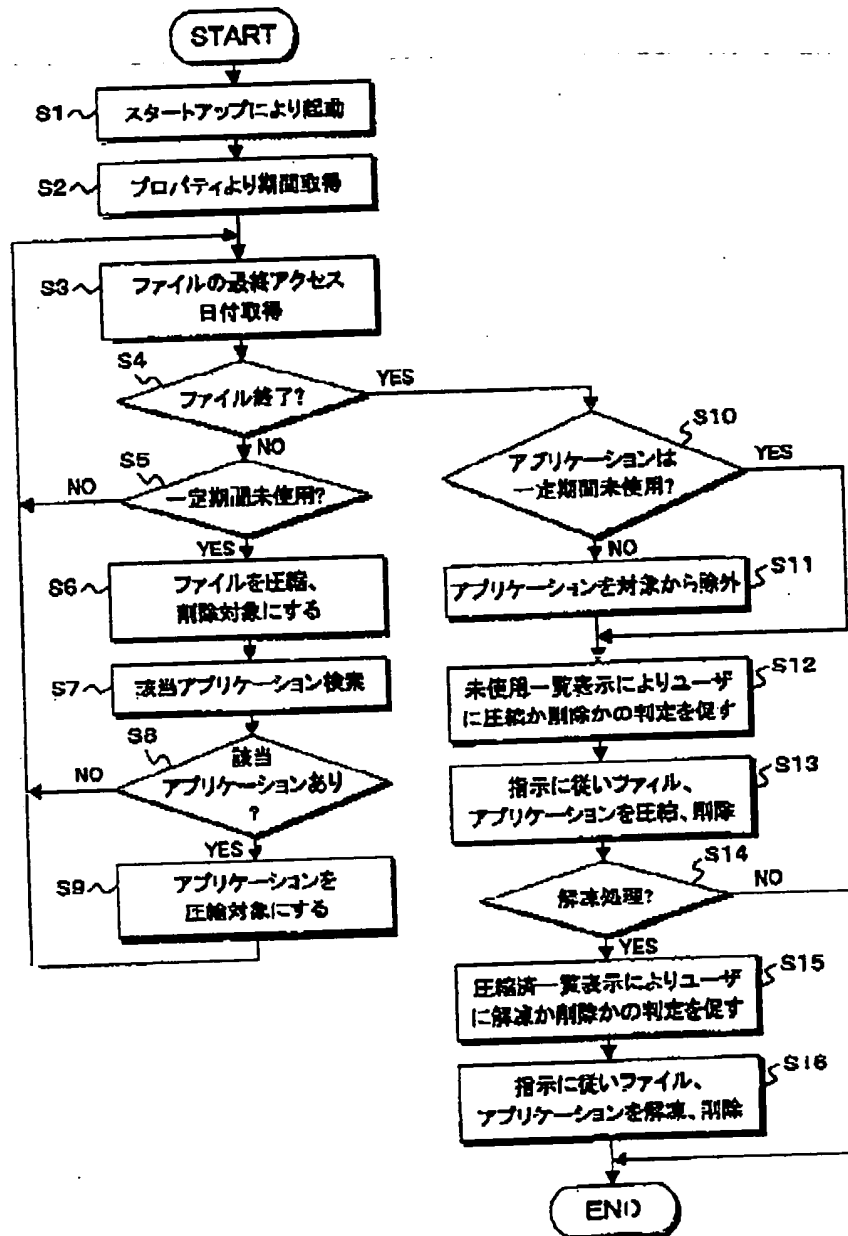 START
S1
スタートアップにより起動
S2
プロパティより期間取得
S3
ファイルの最終アクセス
日付取得
S4
ファイル終了?
YES
NO
S5
一定期間未使用?
NO
YES
S6
ファイルを圧縮、
削除対象にする
S7
該当アプリケーション検索
S8
該当
アプリケーションあり
?
NO
YES
S9
アプリケーションを
圧縮対象にする
S10
アプリケーションは
一定期間未使用?
YES
NO
S11
アプリケーションを対象から除外
S12
未使用一覧表示によりユーザ
に圧縮か削除かの判定を促す
S13
指示に従いファイル、
アプリケーションを圧縮、削除
S14
解凍処理?
NO
YES
S15
圧縮済一覧表示によりユーザ
に解凍か削除かの判定を促す
S16
指示に従いファイル、
アプリケーションを解凍、削除
END